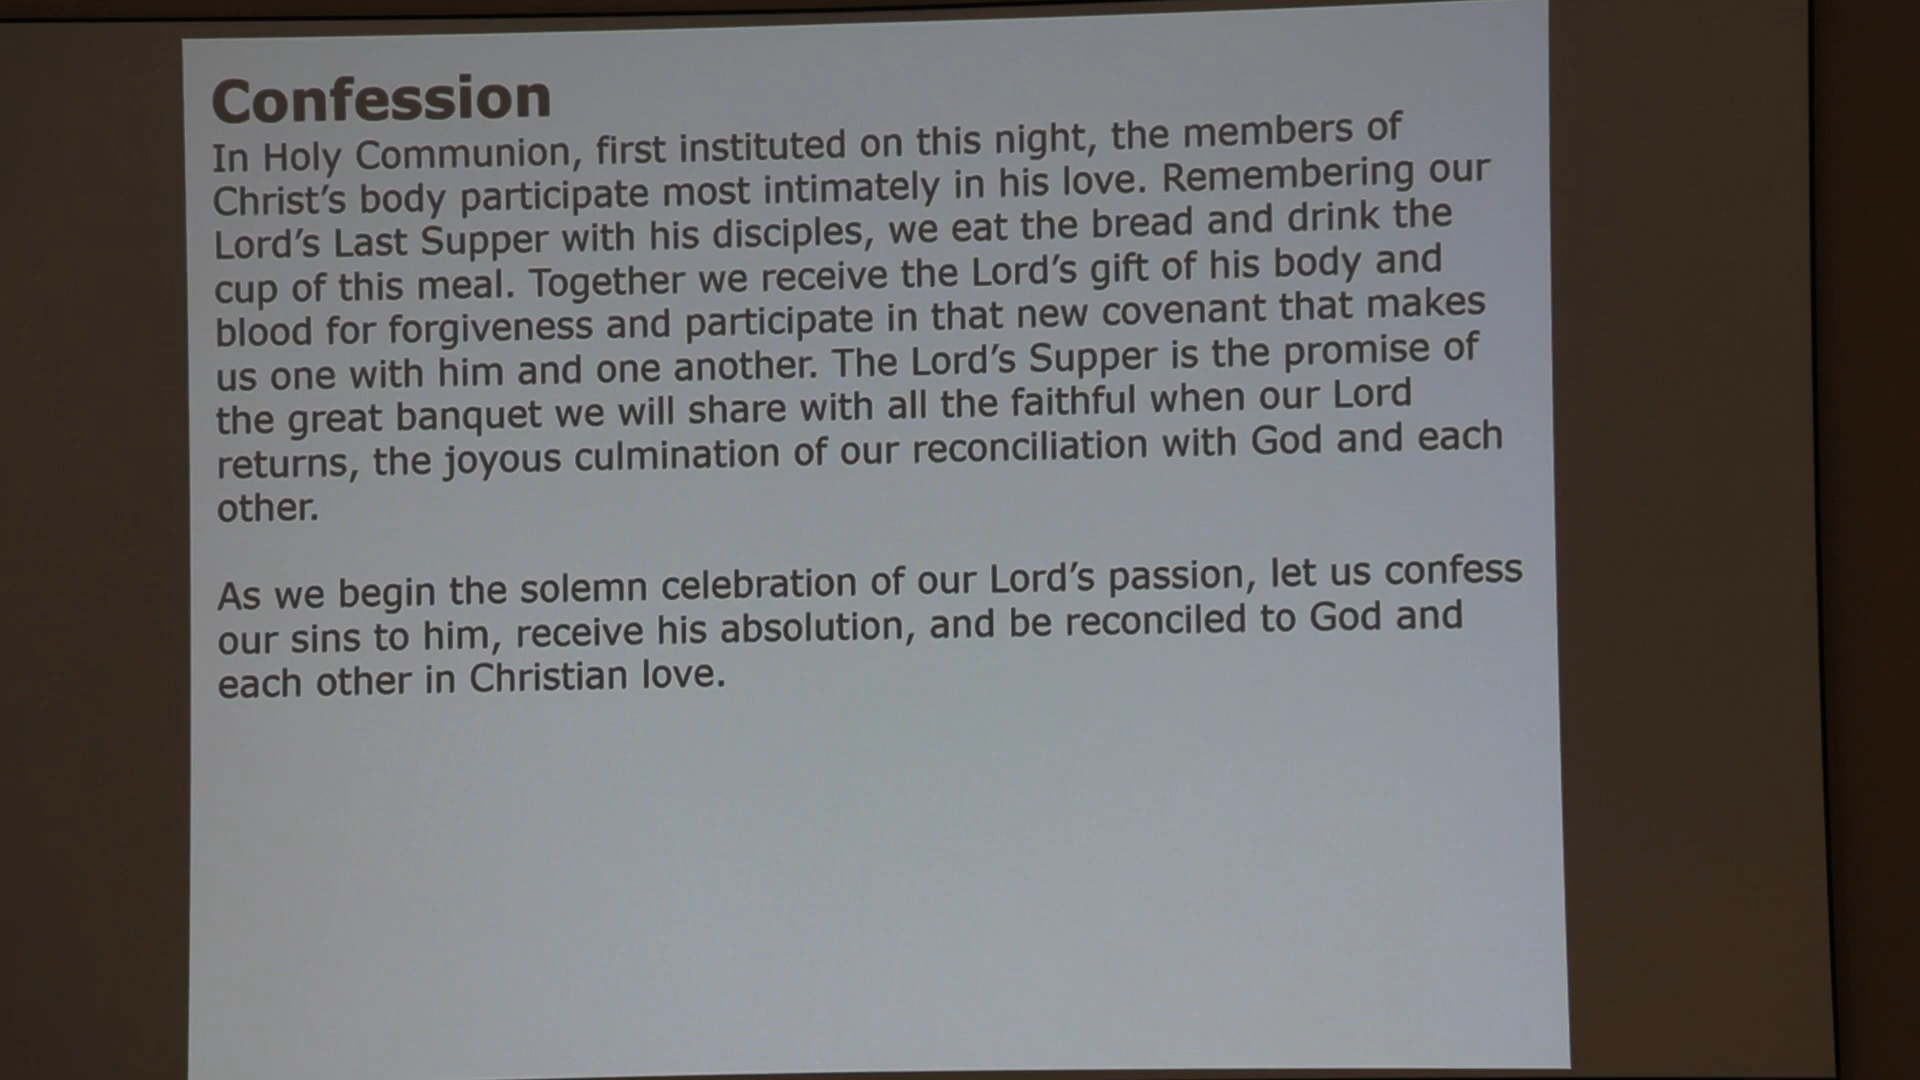 Confession
In Holy Communion, first instituted on this night, the members of
Christ’s body participate most intimately in his love. Remembering our
Lord’s Last Supper with his disciples, we eat the bread and drink the
cup of this meal. Together we receive the Lord’s gift of his body and
blood for forgiveness and participate in that new covenant that makes
us one with him and one another. The Lord’s Supper is the promise of
the great banquet we will share with all the faithful when our Lord
returns, the joyous culmination of our reconciliation with God and each
other.
As we begin the solemn celebration of our Lord’s passion, let us confess
our sins to him, receive his absolution, and be reconciled to God and
each other in Christian love.